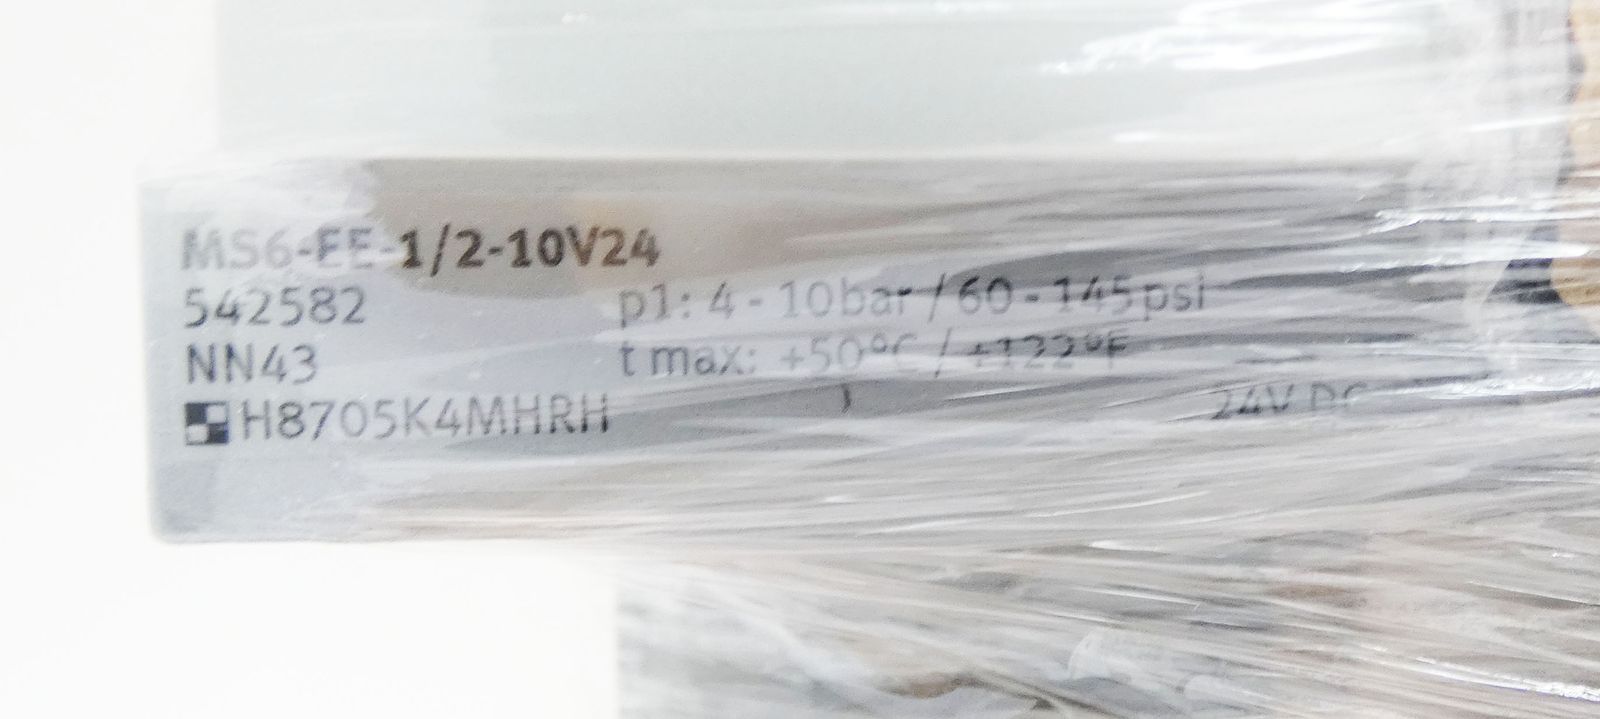 MS6-EE-1/2-10V24
542582 p1: 4 - 10bar / 60 - 145psi
NN43 t max: +50°C / +122°F
H8705K4MHRH 24V DC